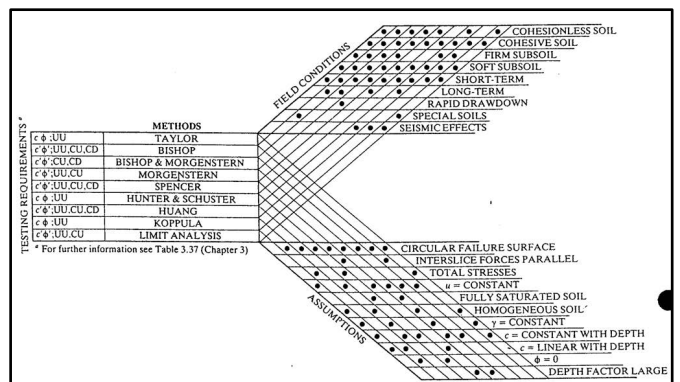 FIELD CONDITIONS
COHESIONLESS SOIL
COHESIVE SOIL
FIRM SUBSOIL
SOFT SUBSOIL
SHORT-TERM
LONG-TERM
RAPID DRAWDOWN
SPECIAL SOILS
SEISMIC EFFECTS
TESTING REQUIREMENTS a
METHODS
c ϕ ;UU TAYLOR
c'ϕ';UU,CU,CD BISHOP
c'ϕ';CU,CD BISHOP & MORGENSTERN
c'ϕ';UU,CU MORGENSTERN
c'ϕ';UU,CU,CD SPENCER
c ϕ ;UU HUNTER & SCHUSTER
c'ϕ';UU,CU,CD HUANG
c ϕ ;UU KOPPULA
c'ϕ';UU,CU LIMIT ANALYSIS
a For further information see Table 3.37 (Chapter 3)
ASSUMPTIONS
CIRCULAR FAILURE SURFACE
INTERSLICE FORCES PARALLEL
TOTAL STRESSES
u = CONSTANT
FULLY SATURATED SOIL
HOMOGENEOUS SOIL
γ = CONSTANT
c = CONSTANT WITH DEPTH
c = LINEAR WITH DEPTH
ϕ = 0
DEPTH FACTOR LARGE